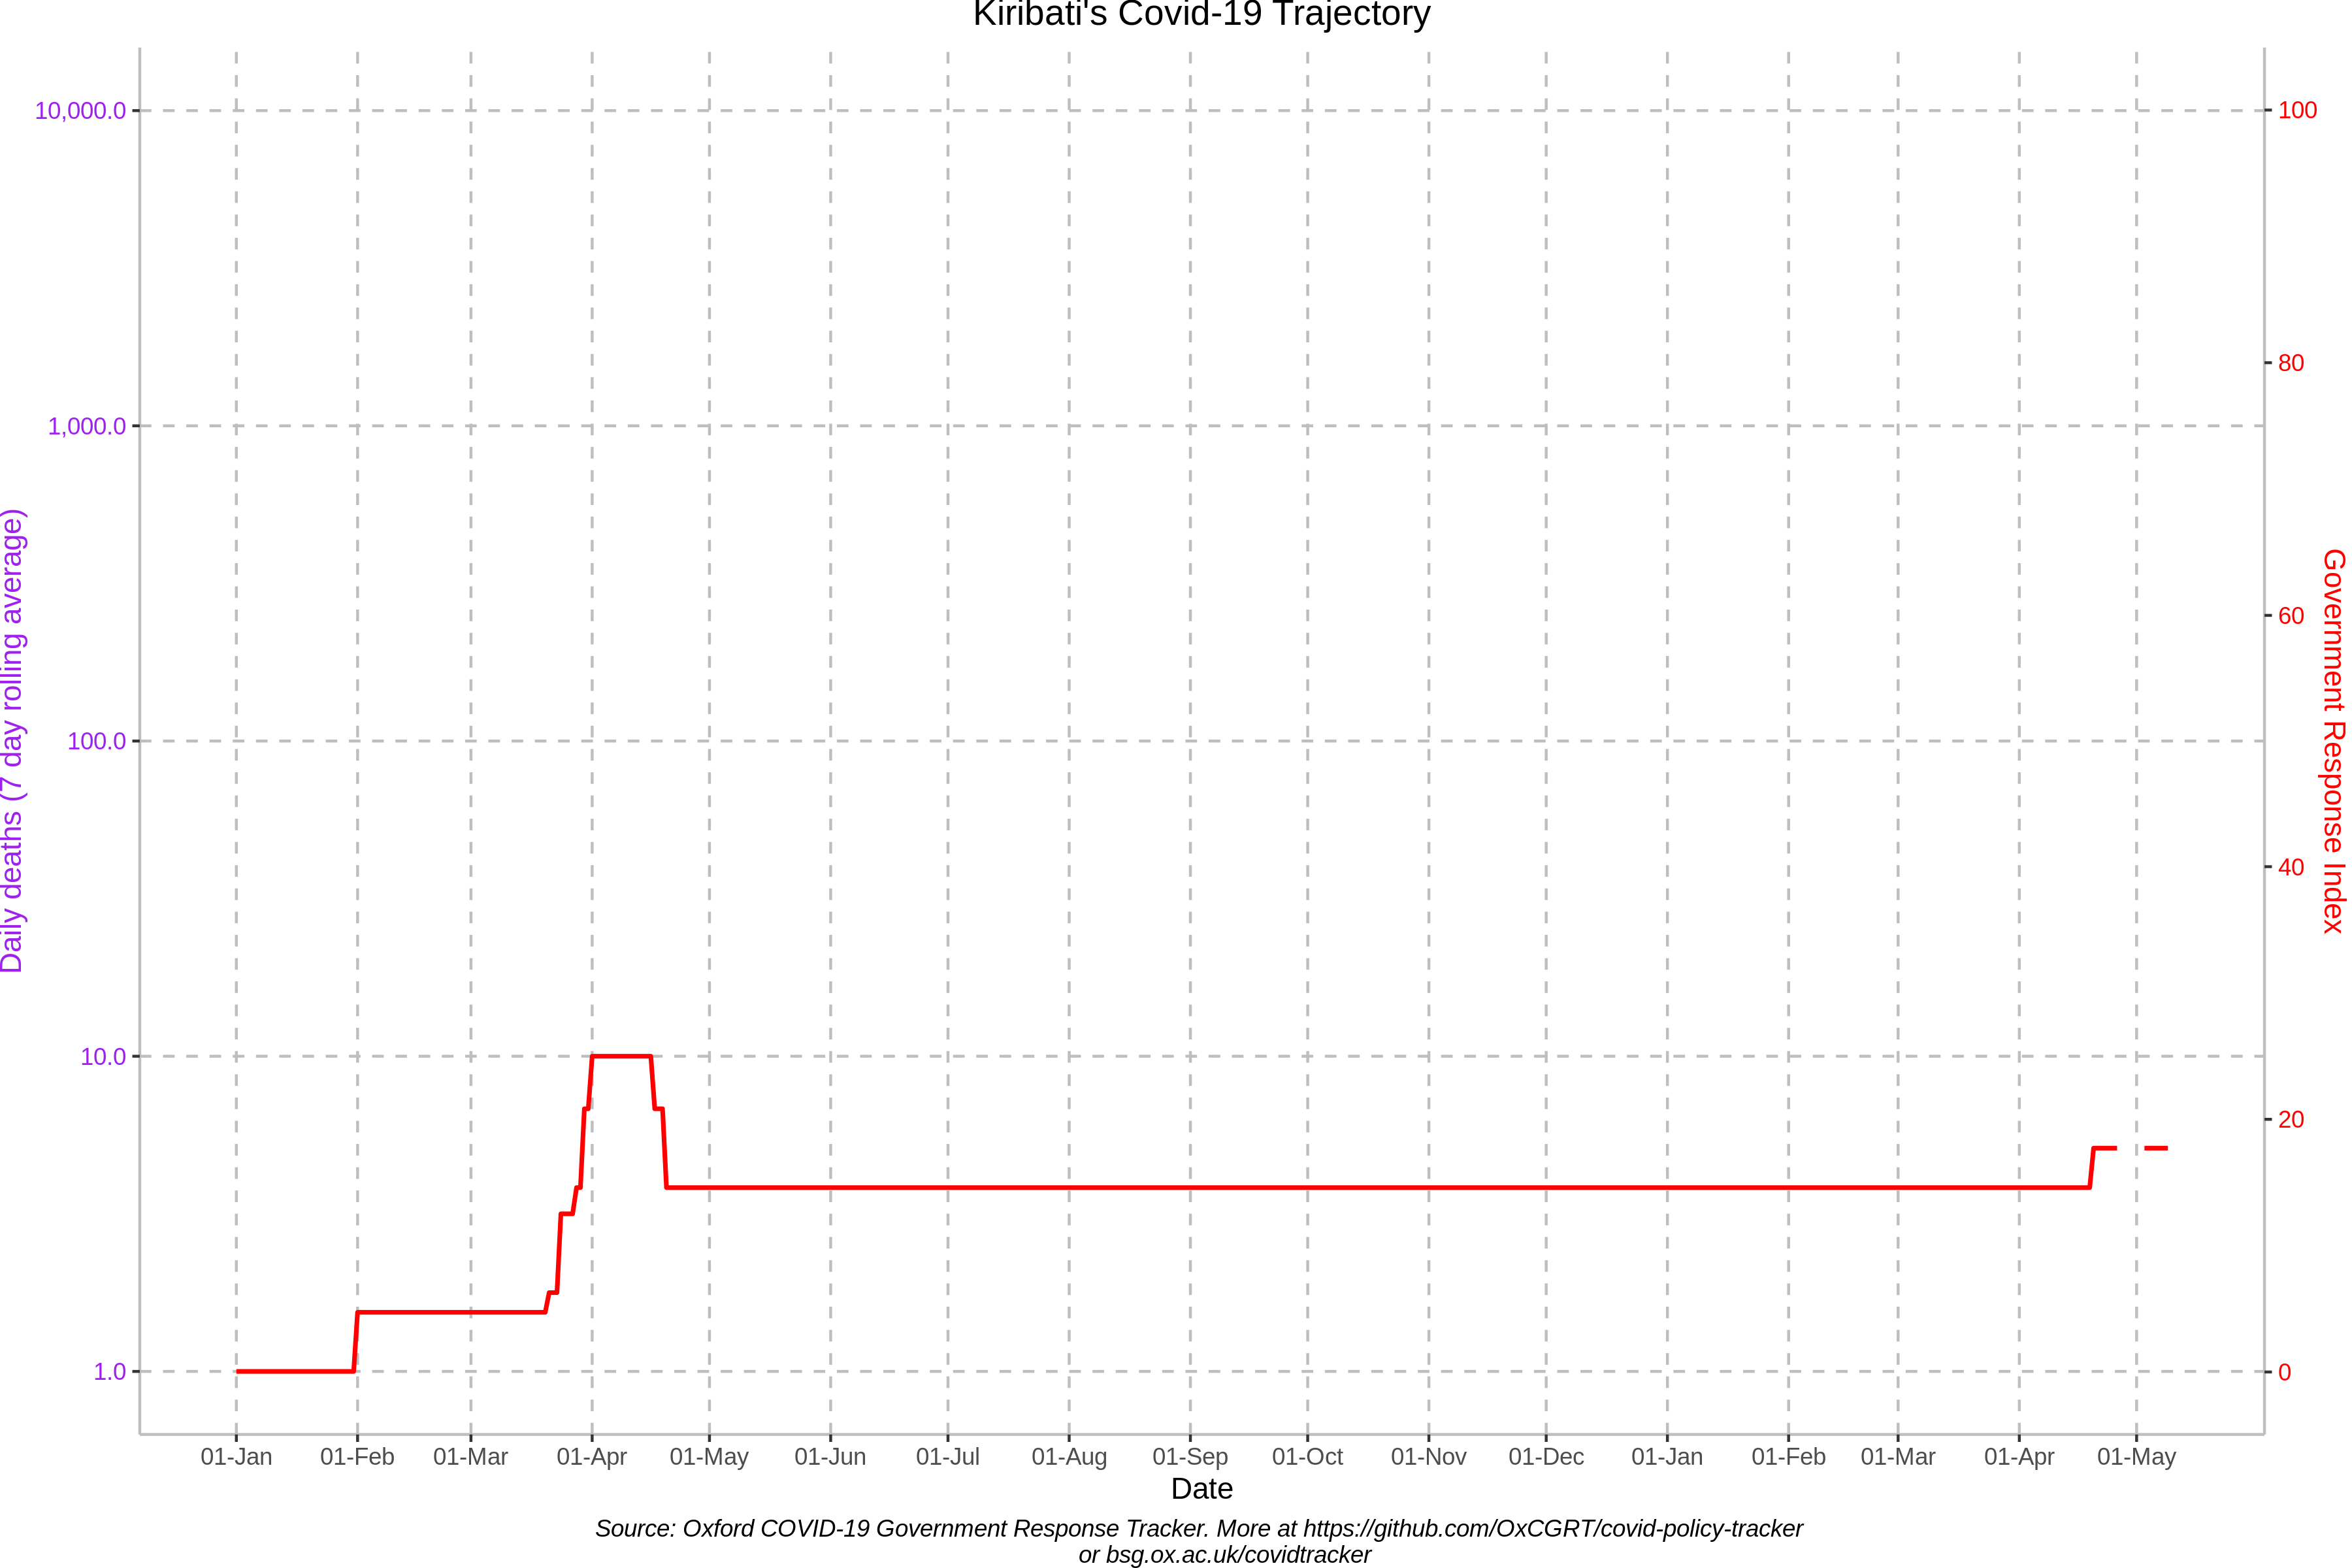 Kiribati's Covid-19 Trajectory
10,000.0
1,000.0
100.0
10.0
1.0
Daily deaths (7 day rolling average)
100
80
60
40
20
0
Government Response Index
01-Jan 01-Feb 01-Mar 01-Apr 01-May 01-Jun 01-Jul 01-Aug 01-Sep 01-Oct 01-Nov 01-Dec 01-Jan 01-Feb 01-Mar 01-Apr 01-May
Date
Source: Oxford COVID-19 Government Response Tracker. More at https://github.com/OxCGRT/covid-policy-tracker
or bsg.ox.ac.uk/covidtracker